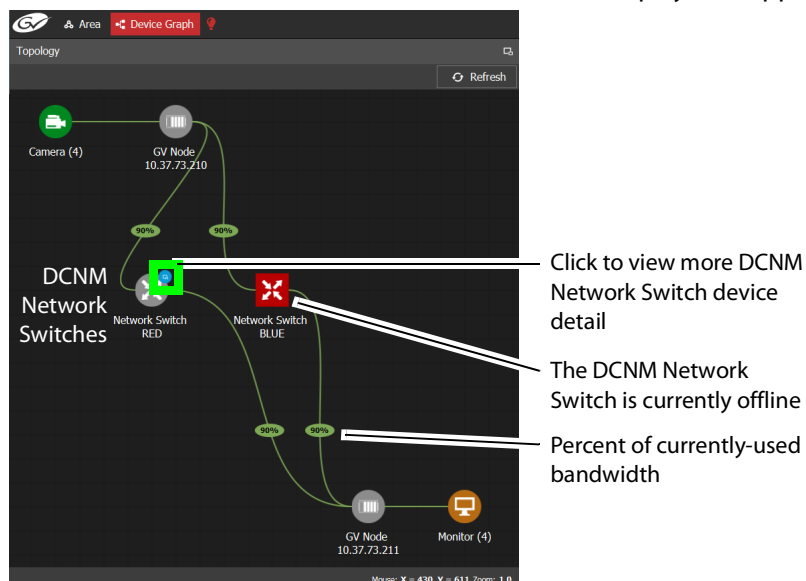 GV Area Device Graph
Topology
Refresh
Camera (4)
GV Node
10.37.73.210
90%
90%
DCNM
Network
Switches
Network Switch
RED
Network Switch
BLUE
Click to view more DCNM
Network Switch device
detail
The DCNM Network
Switch is currently offline
90%
90%
Percent of currently-used
bandwidth
GV Node
10.37.73.211
Monitor (4)
Mouse: X = 430, Y = 611 Zoom: 1.0